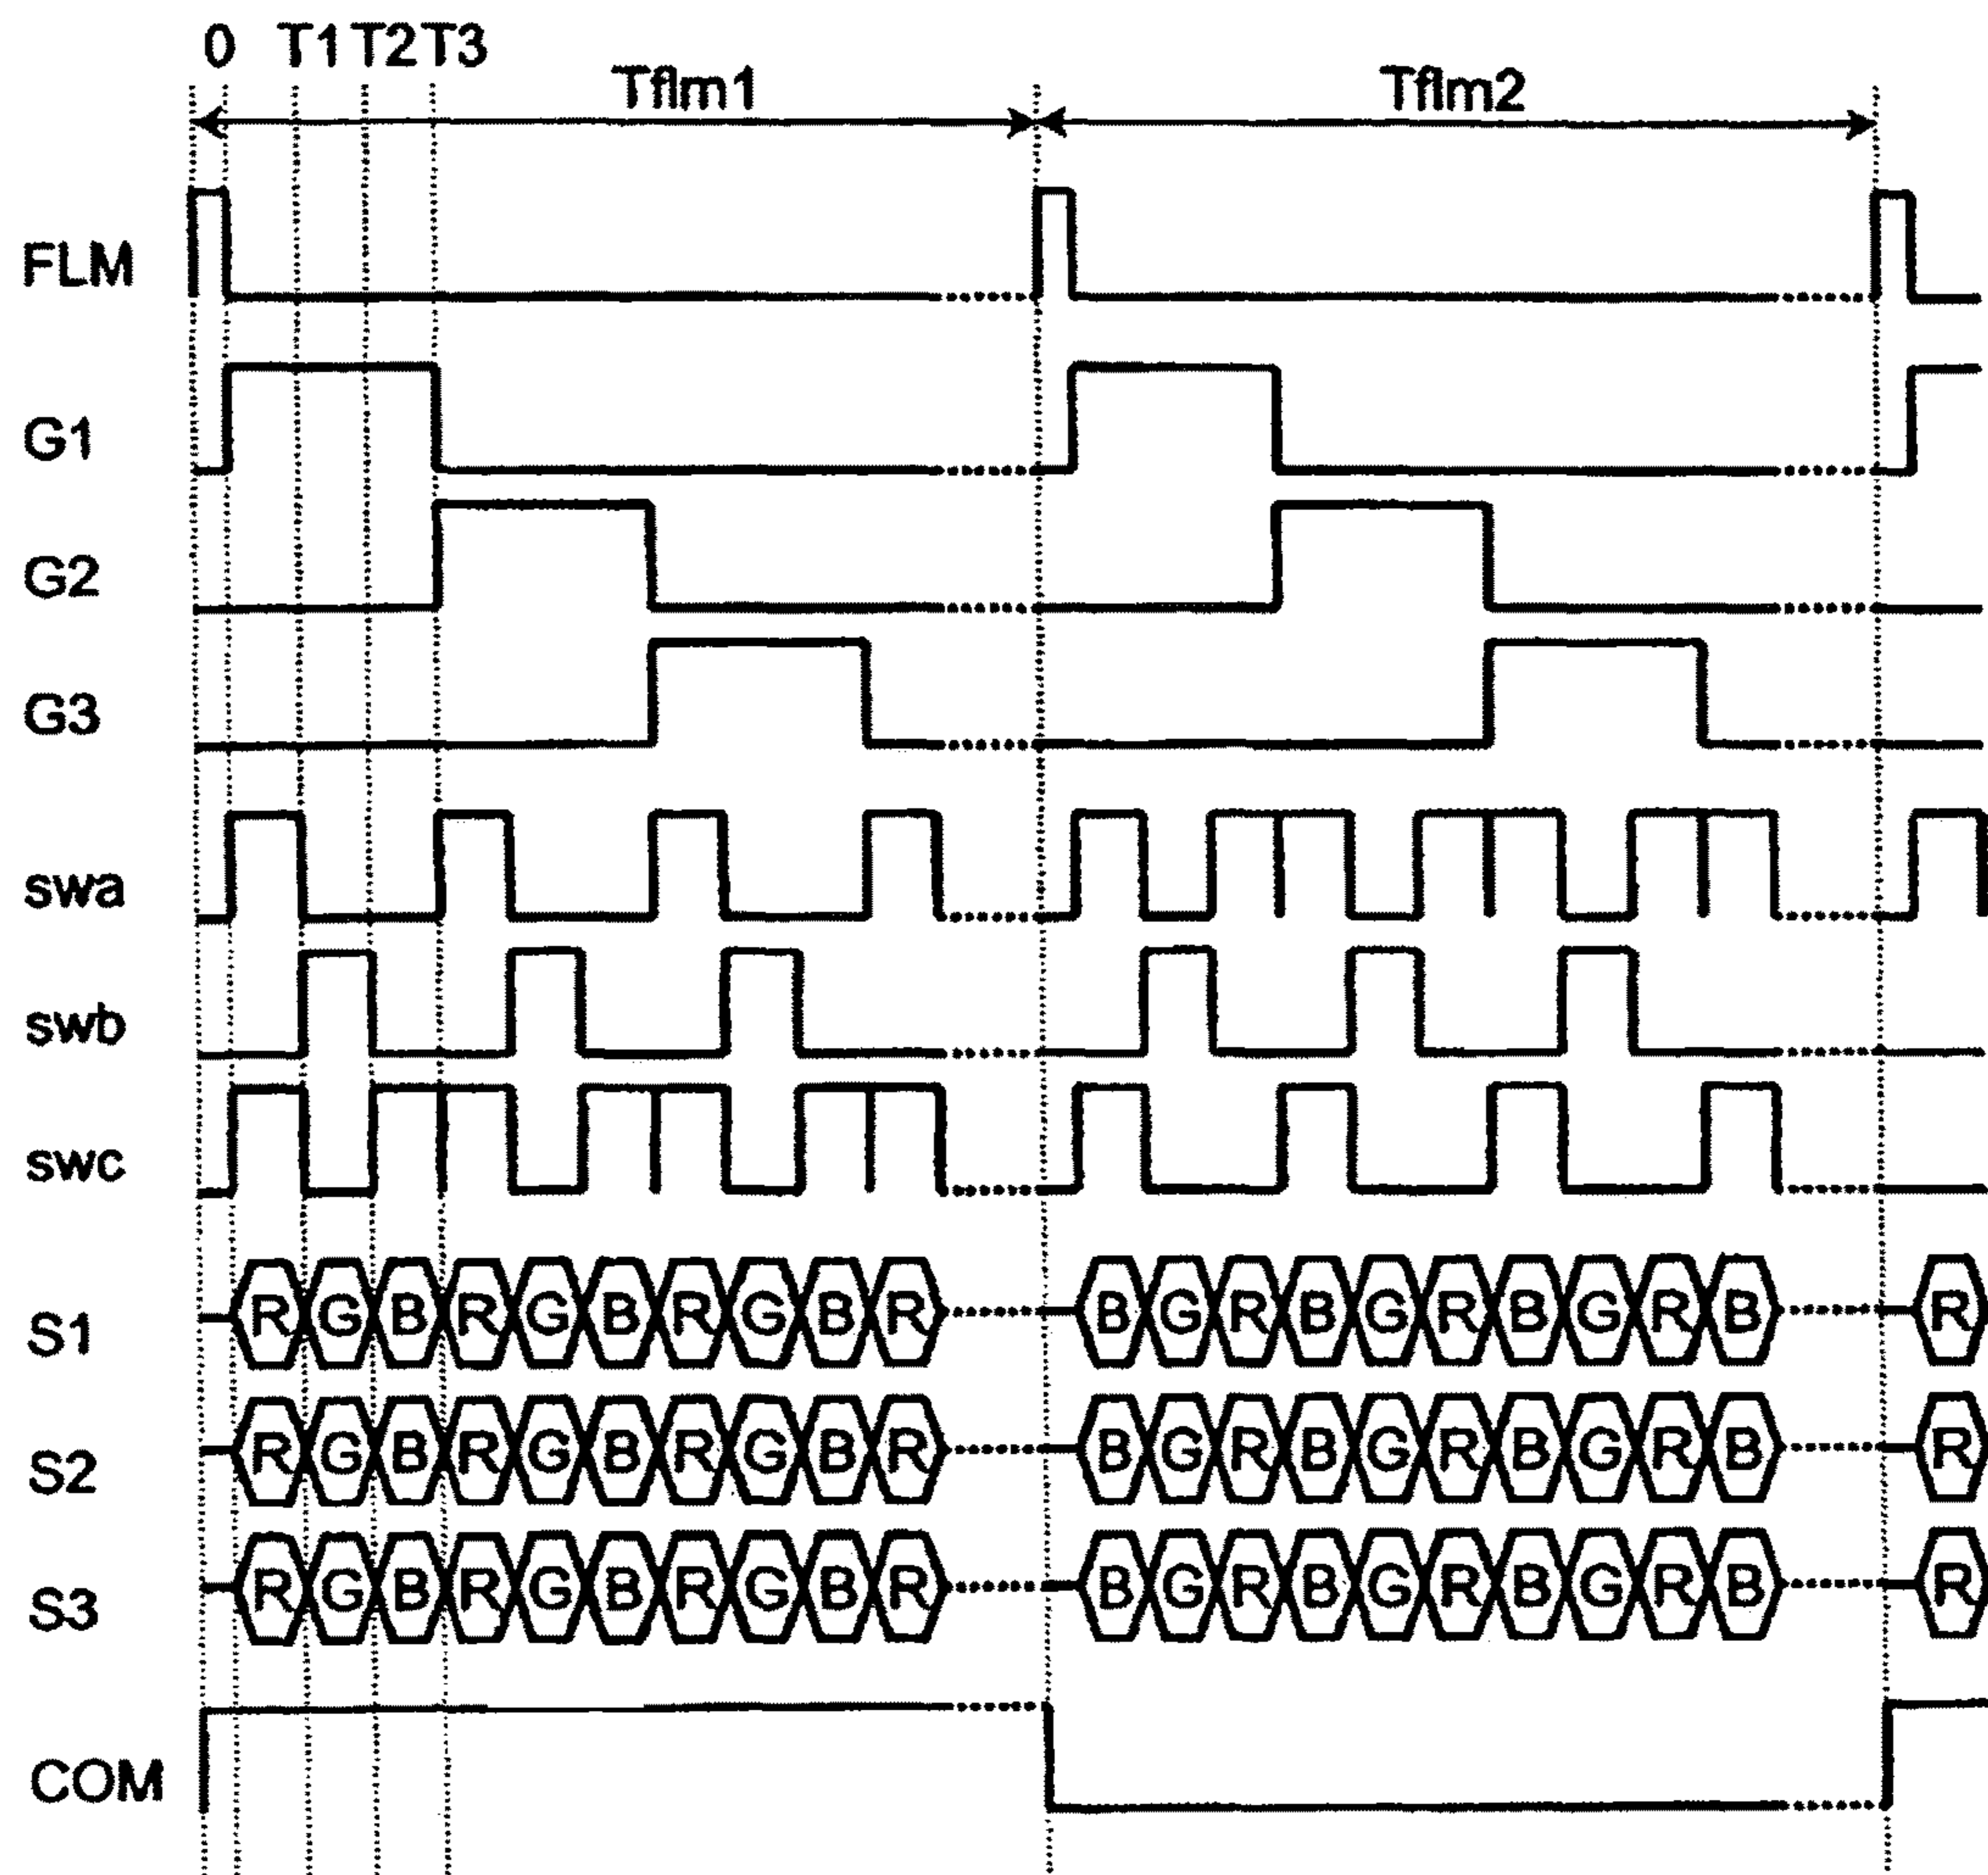 0 T1 T2 T3
Tflm1 Tflm2
FLM
G1
G2
G3
swa
swb
swc
S1 R G B R G B R G B R B G R B G R B G R B R
S2 R G B R G B R G B R B G R B G R B G R B R
S3 R G B R G B R G B R B G R B G R B G R B R
COM